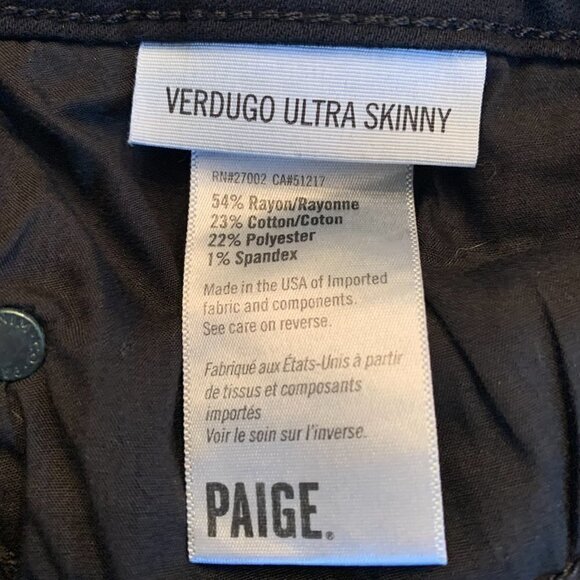 VERDUGO ULTRA SKINNY
RN#27002 CA#51217
54% Rayon/Rayonne
23% Cotton/Coton
22% Polyester
1% Spandex
Made in the USA of Imported
fabric and components.
See care on reverse.
Fabriqué aux États-Unis à partir
de tissus et composants
importés
Voir le soin sur l'inverse.
PAIGE®